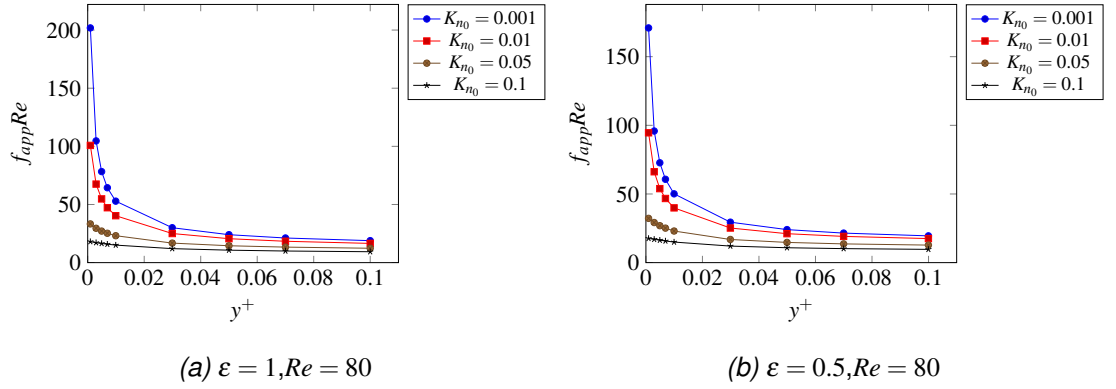 200
150
100
50
0
0
0.02
0.04
0.06
0.08
0.1
f_{app}Re
y^+
K_{n_0} = 0.001
K_{n_0} = 0.01
K_{n_0} = 0.05
K_{n_0} = 0.1
(a) ε = 1,Re = 80
150
100
50
0
0
0.02
0.04
0.06
0.08
0.1
f_{app}Re
y^+
K_{n_0} = 0.001
K_{n_0} = 0.01
K_{n_0} = 0.05
K_{n_0} = 0.1
(b) ε = 0.5,Re = 80